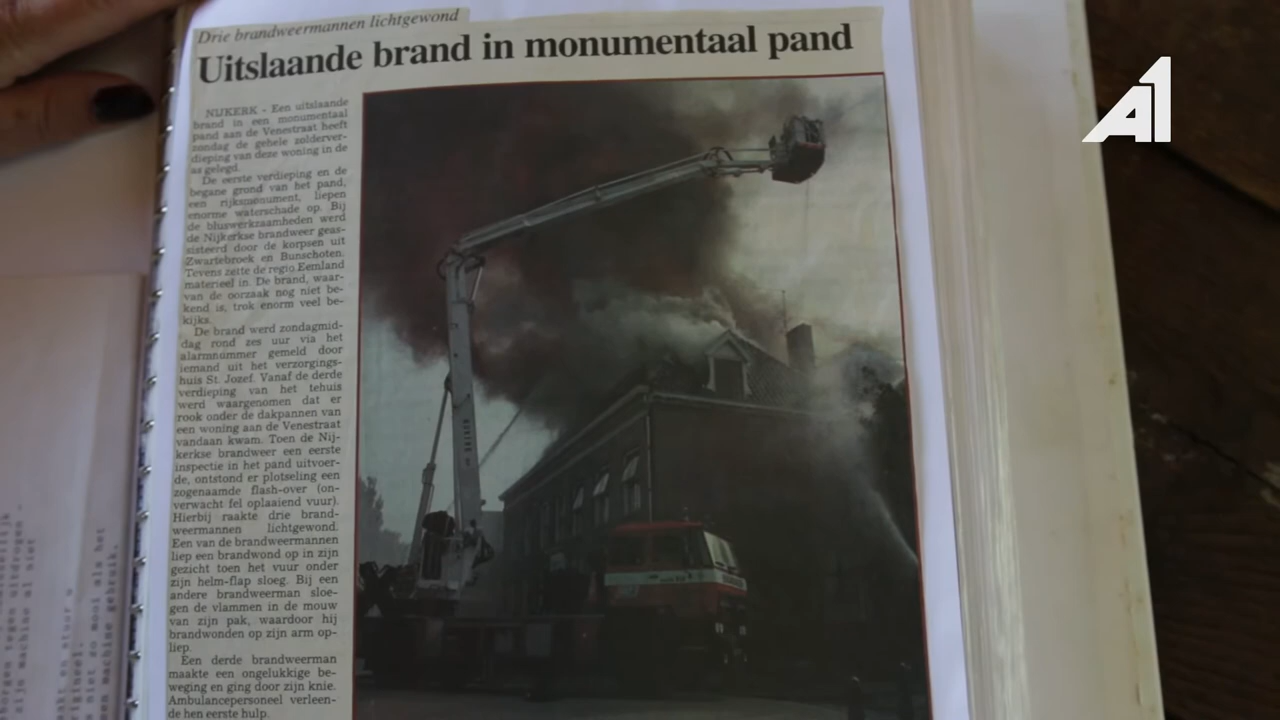 Drie brandweermannen lichtgewond
Uitslaande brand in monumentaal pand
A1
NIJKERK - Een uitslaande
brand in een monumentaal
pand aan de Venestraat heeft
zondag de gehele zolderver-
dieping van deze woning in de
as gelegd.
De eerste verdieping en de
begane grond van het pand,
een rijksmonument, liepen
enorme waterschade op. Bij
de bluswerkzaamheden werd
de Nijkerkse brandweer geas-
sisteerd door de korpsen uit
Zwartebroek en Bunschoten.
Tevens zette de regio Eemland
materieel in. De brand, waar-
van de oorzaak nog niet be-
kend is, trok enorm veel be-
kijks.
De brand werd zondagmid-
dag rond zes uur via het
alarmnummer gemeld door
iemand uit het verzorgings-
huis St. Jozef. Vanaf de derde
verdieping van het tehuis
werd waargenomen dat er
rook onder de dakpannen van
een woning aan de Venestraat
vandaan kwam. Toen de Nij-
kerkse brandweer een eerste
inspectie in het pand uitvoer-
de, ontstond er plotseling een
zogenaamde flash-over (on-
verwacht fel oplaaiend vuur).
Hierbij raakte drie brand-
weermannen lichtgewond.
Een van de brandweermannen
liep een brandwond op in zijn
gezicht toen het vuur onder
zijn helm-flap sloeg. Bij een
andere brandweerman sloe-
gen de vlammen in de mouw
van zijn pak, waardoor hij
brandwonden op zijn arm op-
liep.
Een derde brandweerman
maakte een ongelukkige be-
weging en ging door zijn knie.
Ambulancepersoneel verleen-
de hen eerste hulp.